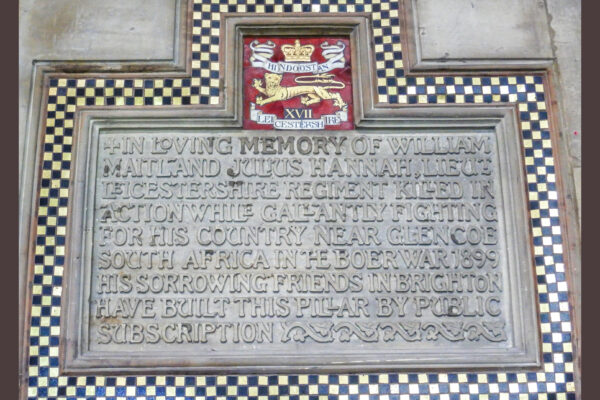 HINDOOSTAN
XVII
LEICESTERSHIRE
+IN LOVING MEMORY OF WILLIAM
MAITLAND JULIUS HANNAH, LIEUT
LEICESTERSHIRE REGIMENT KILLED IN
ACTION WHILE GALLANTLY FIGHTING
FOR HIS COUNTRY NEAR GLENCOE
SOUTH AFRICA IN THE BOER WAR 1899
HIS SORROWING FRIENDS IN BRIGHTON
HAVE BUILT THIS PILLAR BY PUBLIC
SUBSCRIPTION